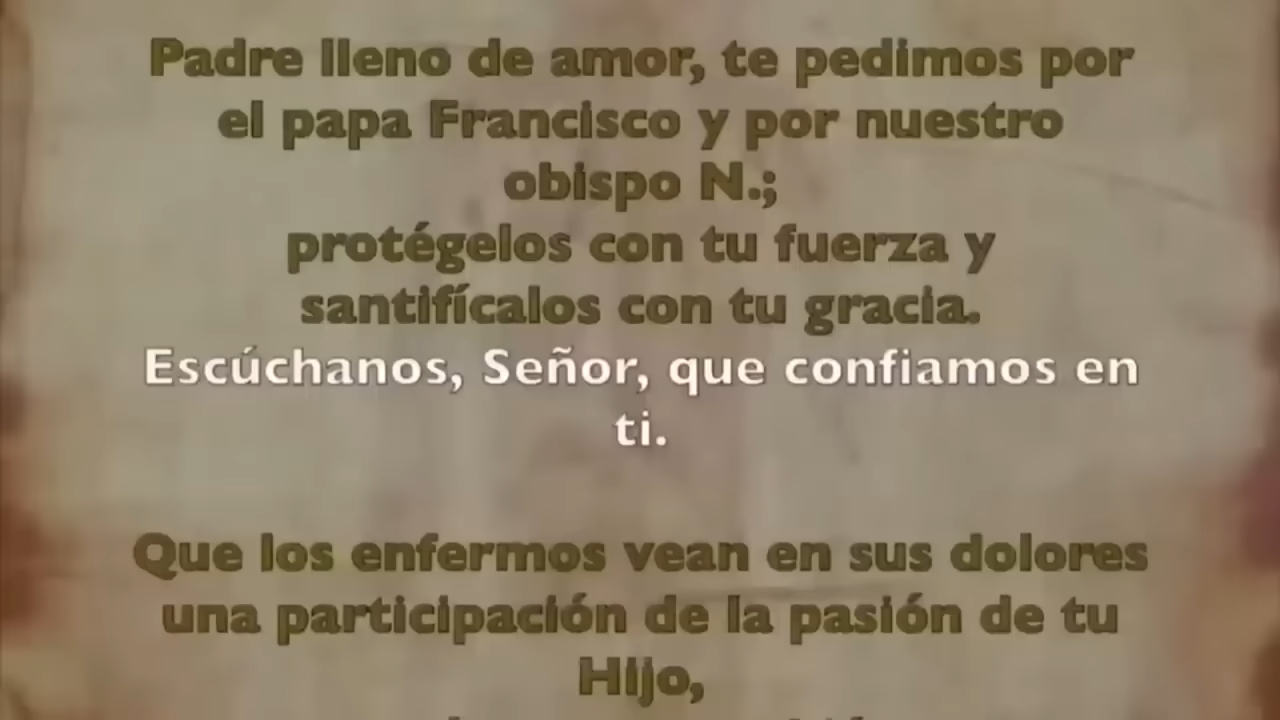 Padre lleno de amor, te pedimos por
el papa Francisco y por nuestro
obispo N.;
protégelos con tu fuerza y
santifícalos con tu gracia.
Escúchanos, Señor, que confiamos en
ti.
Que los enfermos vean en sus dolores
una participación de la pasión de tu
Hijo,